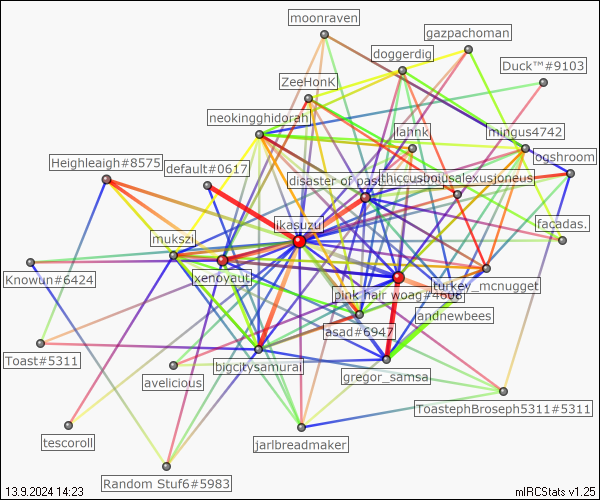 moonraven
gazpachoman
doggerdig
Duck™#9103
ZeeHonK
neokingghidorah
lahnk
mingus4742
Heighleaigh#8575
default#0617
ogshroom
disaster of pas
thiccusboiusalexusjoneus
ikasuzu
façadas.
mukszi
xenoyauti
Knowun#6424
turkey_mcnugget
pink hair woag#4608
andnewbees
asad#6947
Toast#5311
bigcitysamurai
gregor_samsa
avelicious
ToastephBroseph5311#5311
tescoroll
jarlbreadmaker
Random Stuf6#5983
13.9.2024 14:23
mIRCStats v1.25